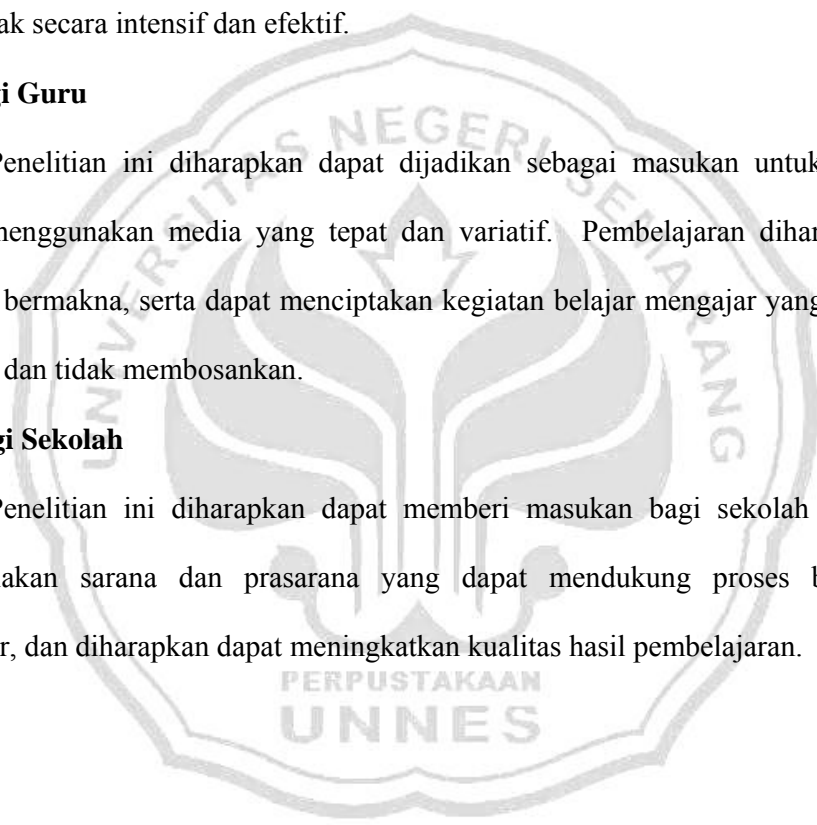 ak secara intensif dan efektif.
i Guru
Penelitian ini diharapkan dapat dijadikan sebagai masukan untuk
menggunakan media yang tepat dan variatif. Pembelajaran dihar
bermakna, serta dapat menciptakan kegiatan belajar mengajar yang
dan tidak membosankan.
gi Sekolah
Penelitian ini diharapkan dapat memberi masukan bagi sekolah
akan sarana dan prasarana yang dapat mendukung proses b
r, dan diharapkan dapat meningkatkan kualitas hasil pembelajaran.
UNIVERSITAS NEGERI SEMARANG
PERPUSTAKAAN
UNNES